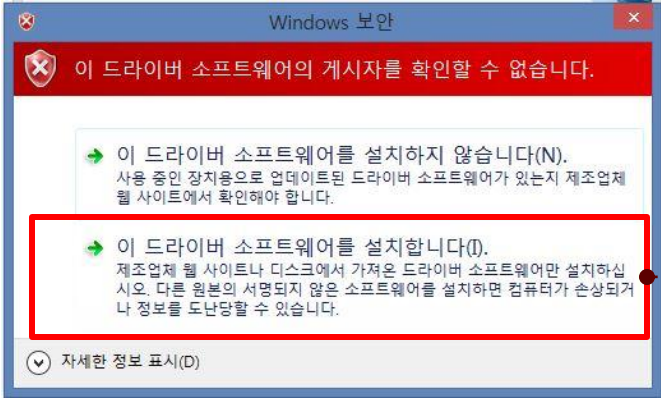 Windows 보안
이 드라이버 소프트웨어의 게시자를 확인할 수 없습니다.
이 드라이버 소프트웨어를 설치하지 않습니다(N).
사용 중인 장치용으로 업데이트된 드라이버 소프트웨어가 있는지 제조업체
웹 사이트에서 확인해야 합니다.
이 드라이버 소프트웨어를 설치합니다(I).
제조업체 웹 사이트나 디스크에서 가져온 드라이버 소프트웨어만 설치하십
시오. 다른 원본의 서명되지 않은 소프트웨어를 설치하면 컴퓨터가 손상되거
나 정보를 도난당할 수 있습니다.
자세한 정보 표시(D)